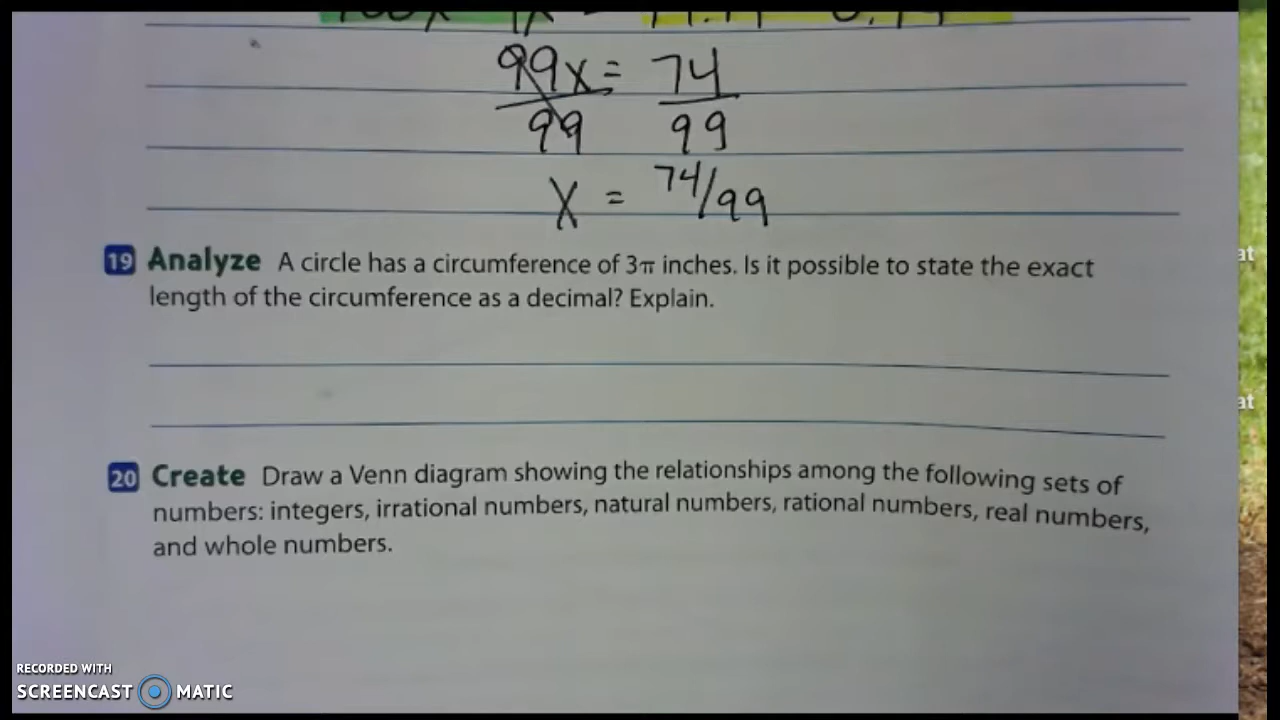 99x = 74
99 99
x = 74/99
19 Analyze A circle has a circumference of 3π inches. Is it possible to state the exact
length of the circumference as a decimal? Explain.
20 Create Draw a Venn diagram showing the relationships among the following sets of
numbers: integers, irrational numbers, natural numbers, rational numbers, real numbers,
and whole numbers.
at
at
RECORDED WITH
SCREENCAST MATIC